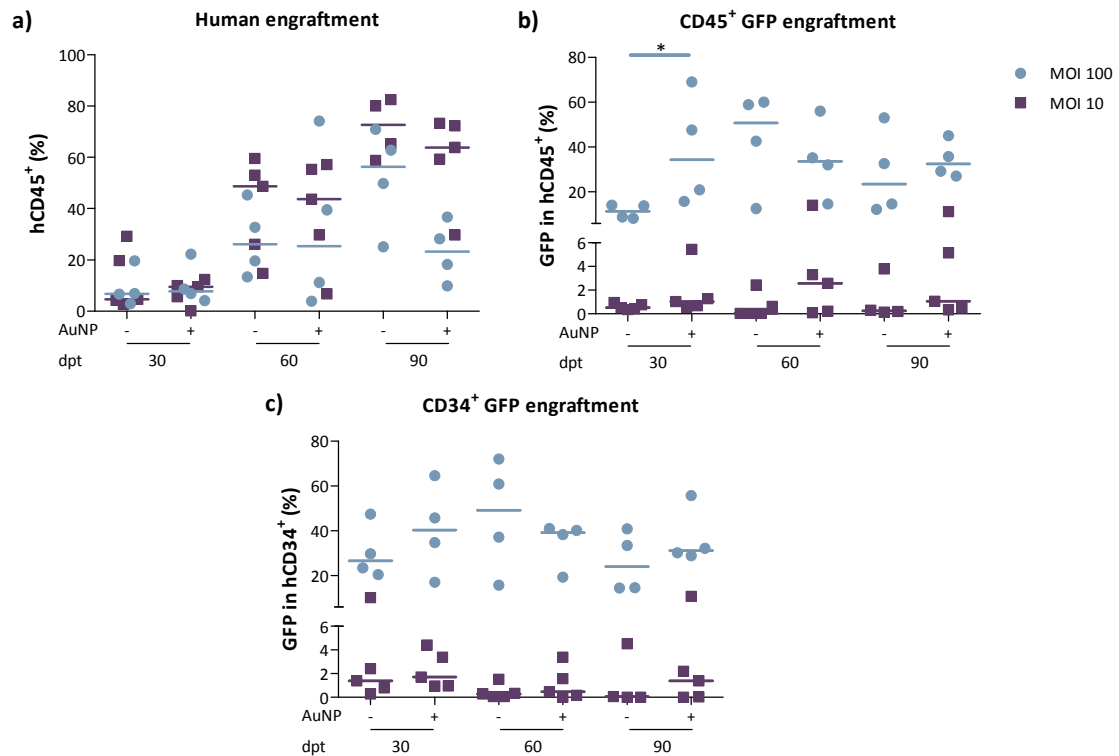 a)
Human engraftment
hCD45+ (%)
100
80
60
40
20
0
AuNP - + - + - +
dpt 30 60 90
b)
CD45+ GFP engraftment
*
GFP in hCD45+ (%)
80
60
40
20
6
4
2
0
AuNP - + - + - +
dpt 30 60 90
MOI 100
MOI 10
c)
CD34+ GFP engraftment
GFP in hCD34+ (%)
80
60
40
20
6
4
2
0
AuNP - + - + - +
dpt 30 60 90